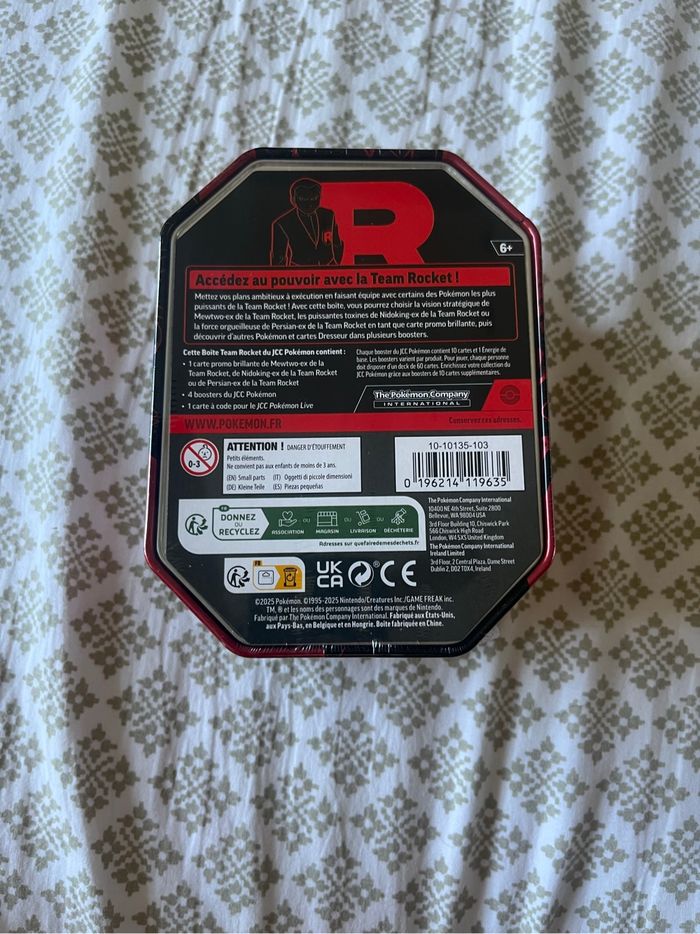 R
6+
Accédez au pouvoir avec la Team Rocket !
Mettez vos plans ambitieux à exécution en faisant équipe avec certains des Pokémon les plus
puissants de la Team Rocket ! Avec cette boîte, vous pourrez choisir la vision stratégique de
Mewtwo-ex de la Team Rocket, les puissantes toxines de Nidoking-ex de la Team Rocket ou
la force orgueilleuse de Persian-ex de la Team Rocket en tant que carte promo brillante, puis
découvrir d'autres Pokémon et cartes Dresseur dans plusieurs boosters.
Cette Boîte Team Rocket du JCC Pokémon contient :
• 1 carte promo brillante de Mewtwo-ex de la
Team Rocket, de Nidoking-ex de la Team Rocket
ou de Persian-ex de la Team Rocket
• 4 boosters du JCC Pokémon
• 1 carte à code pour le JCC Pokémon Live
Chaque booster du JCC Pokémon contient 10 cartes et 1 Énergie de
base. Les boosters varient par produit. Pour jouer, chaque personne
doit disposer d'un deck de 60 cartes. Enrichissez votre collection du
JCC Pokémon grâce aux boosters de 10 cartes supplémentaires.
The Pokémon Company
INTERNATIONAL
WWW.POKEMON.FR
Conservez ces adresses.
0-3
ATTENTION ! DANGER D'ÉTOUFFEMENT
Petits éléments.
Ne convient pas aux enfants de moins de 3 ans.
(EN) Small parts (IT) Oggetti di piccole dimensioni
(DE) Kleine Teile (ES) Piezas pequeñas
10-10135-103
0 196214 119635
FR
DONNEZ
OU
RECYCLEZ
ASSOCIATION
OU
MAGASIN
OU
LIVRAISON
OU
DÉCHÈTERIE
Adresses sur quefairedemesdechets.fr
The Pokémon Company International
10400 NE 4th Street, Suite 2800
Bellevue, WA 98004 USA
3rd Floor Building 10, Chiswick Park
566 Chiswick High Road
London, W4 5XS United Kingdom
The Pokémon Company International
Ireland Limited
3rd Floor, 2 Central Plaza, Dame Street
Dublin 2, D02 T0X4, Ireland
FR
UK
CA
CE
©2025 Pokémon. ©1995-2025 Nintendo/Creatures Inc./GAME FREAK inc.
TM, ® et les noms des personnages sont des marques de Nintendo.
Fabriqué par The Pokémon Company International. Fabriqué aux États-Unis,
aux Pays-Bas, en Belgique et en Hongrie. Boîte fabriquée en Chine.